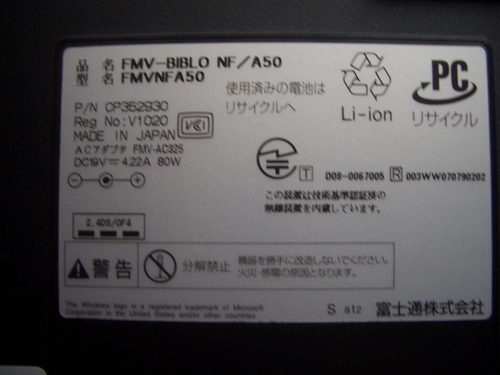 品 名 FMV-BIBLO NF/A50
型 名 FMVNFA50
使用済みの電池は
リサイクルへ
Li-ion
PC
リサイクル
P/N CP352930
Reg No:V1020
VCI
MADE IN JAPAN
ACアダプタ FMV-AC325
DC19V 4.22A 80W
T D08-0067005 R 003WW070790202
この装置は技術基準認証済の
無線装置を内蔵しています。
2.4DS/OF4
警告
分解禁止
機器を勝手に改造しないでください。
火災・感電の原因となります。
The Windows logo is a registered trademark of Microsoft
Corporation in the United States and/or other countries.
S st2 富士通株式会社